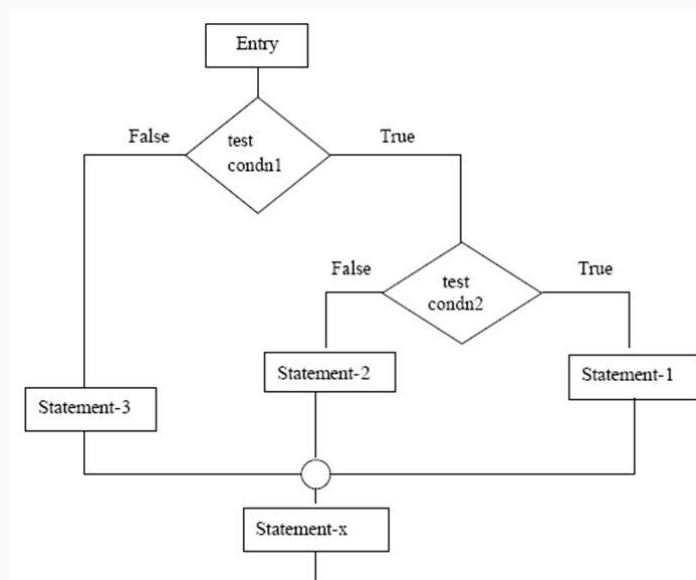 Entry
False
test
condn1
True
False
test
condn2
True
Statement-3
Statement-2
Statement-1
Statement-x